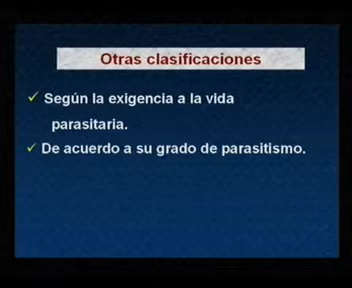 Otras clasificaciones
✓ Según la exigencia a la vida
parasitaria.
✓ De acuerdo a su grado de parasitismo.